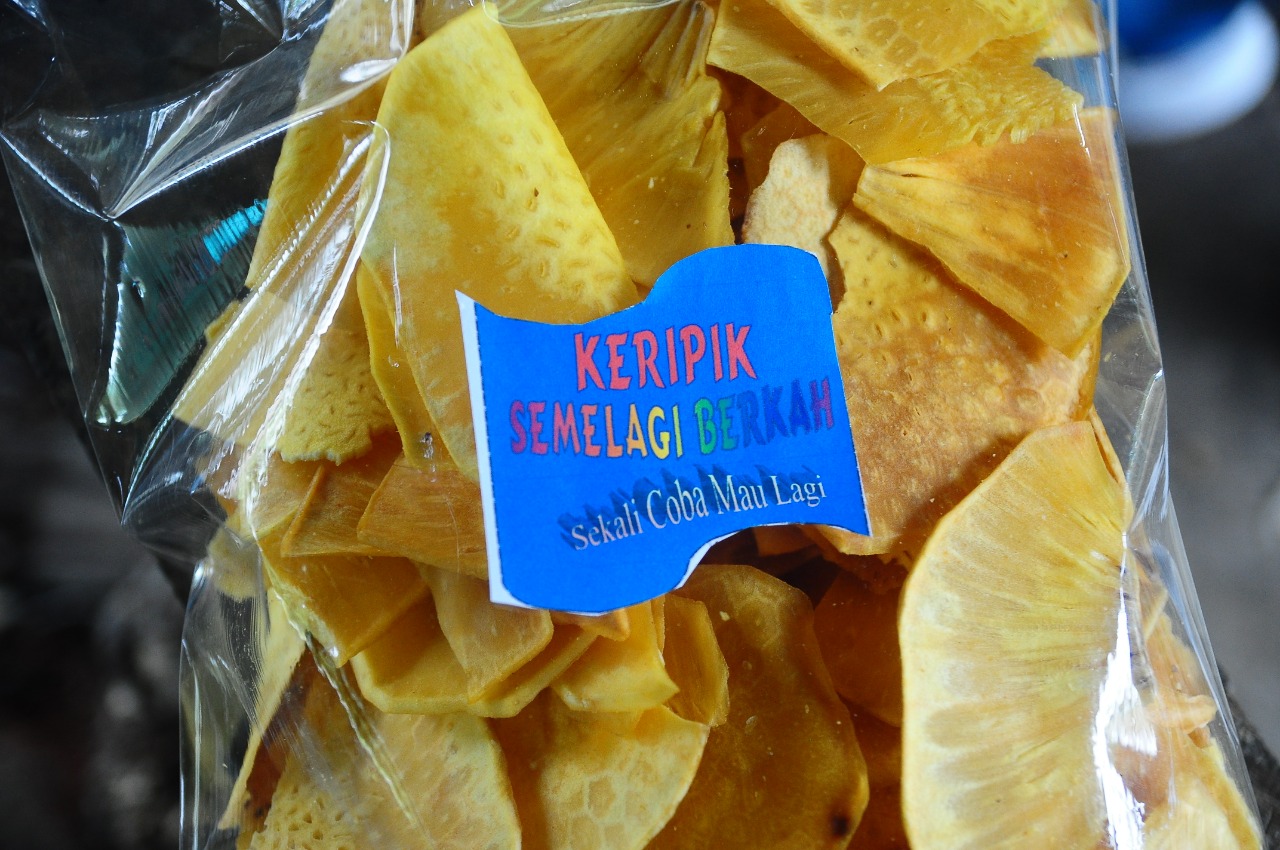 KERIPIK
SEMELAGI BERKAH
Sekali Coba Mau Lagi